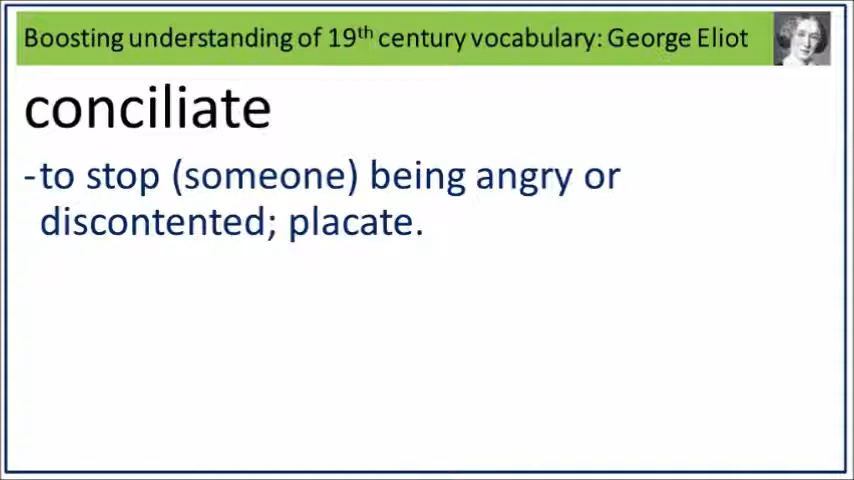 Boosting understanding of 19th century vocabulary: George Eliot
conciliate
-to stop (someone) being angry or
discontented; placate.